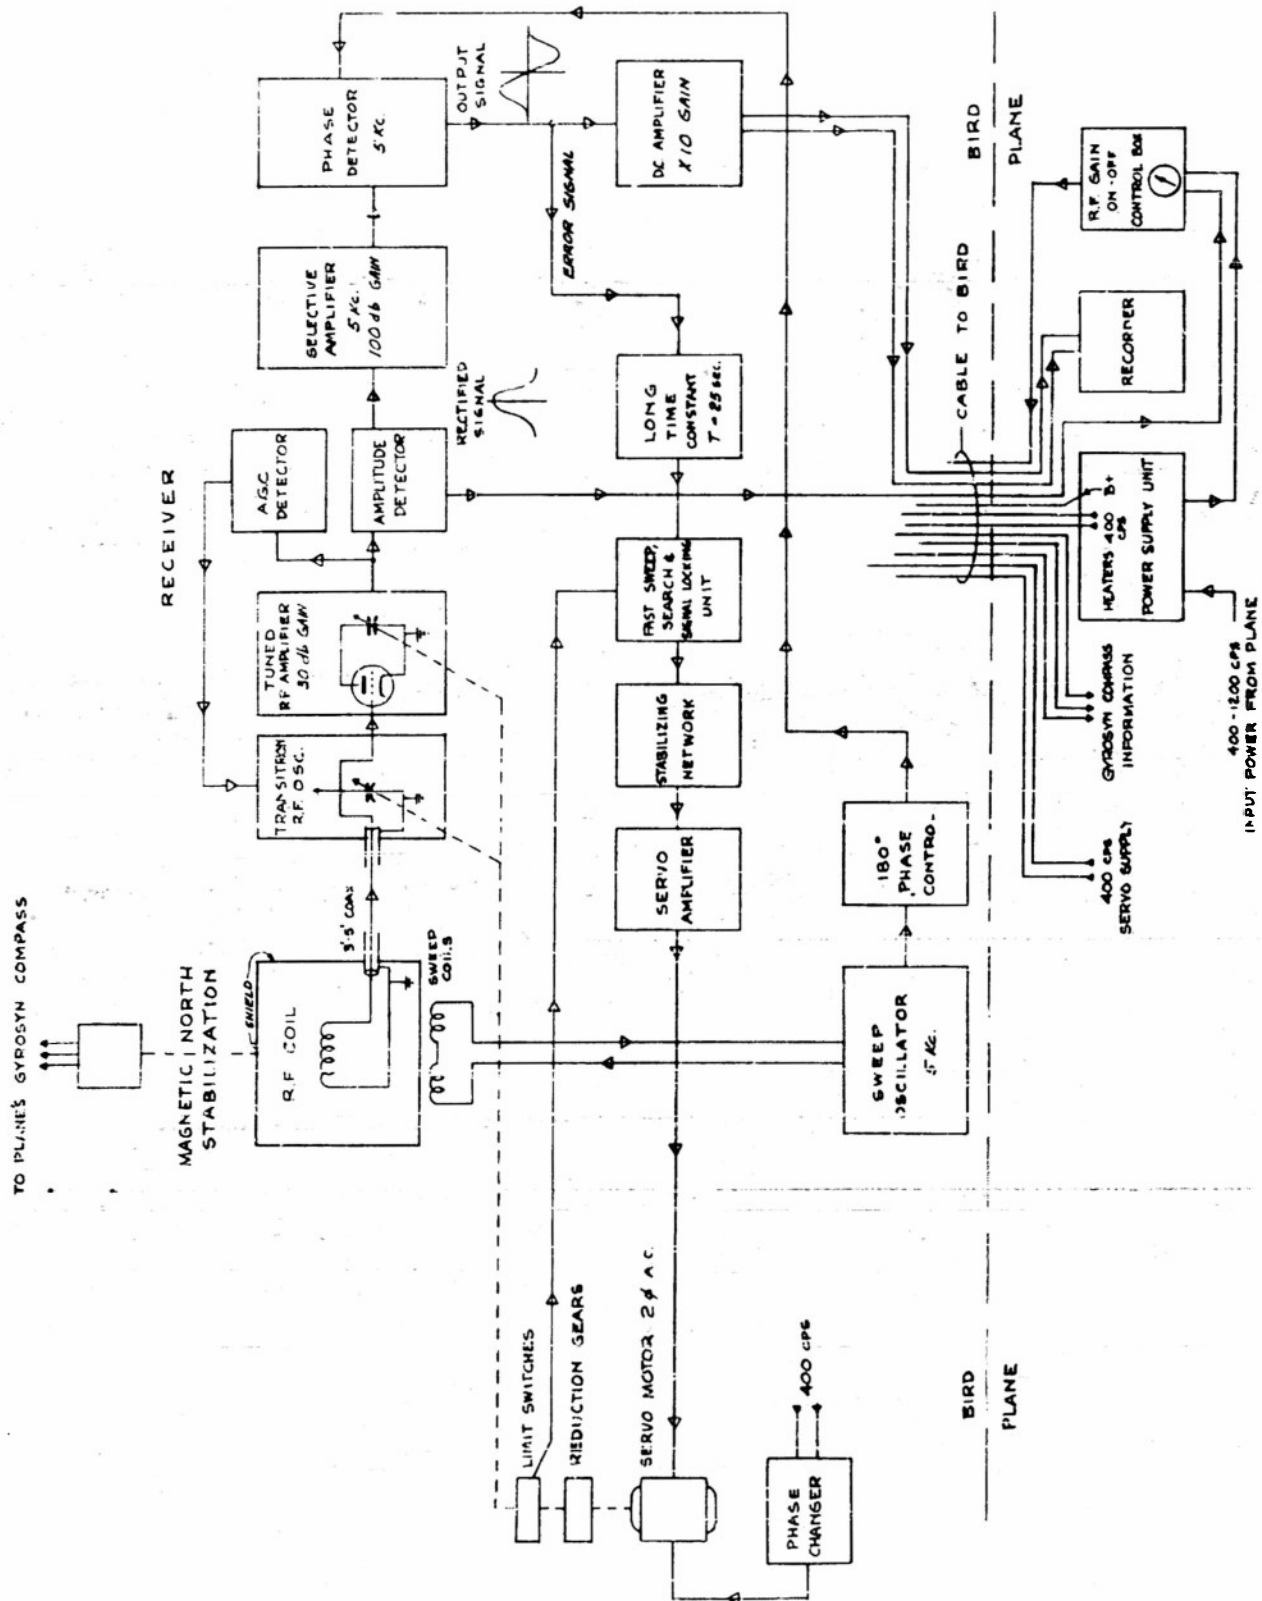 TO PLANE'S GYROSYN COMPASS
MAGNETIC NORTH
STABILIZATION
SHIELD
R.F. COIL
3'-5' COAX
SWEEP
COILS
RECEIVER
TRANSITRON
R.F. OSC.
TUNED
RF AMPLIFIER
30 db GAIN
A.G.C.
DETECTOR
AMPLITUDE
DETECTOR
RECTIFIED
SIGNAL
SELECTIVE
AMPLIFIER
5 KC.
100 db GAIN
PHASE
DETECTOR
5 KC.
OUTPUT
SIGNAL
ERROR SIGNAL
LIMIT SWITCHES
REDUCTION GEARS
SERVO MOTOR 2 φ A.C.
SERVO
AMPLIFIER
STABILIZING
NETWORK
FAST SWEEP,
SEARCH &
SIGNAL LOCKING
UNIT
LONG
TIME
CONSTANT
T = 25 SEC.
DC AMPLIFIER
X 10 GAIN
PHASE
CHANGER
400 CPS
SWEEP
OSCILLATOR
5 KC.
180°
PHASE
CONTROL
BIRD
PLANE
CABLE TO BIRD
BIRD
PLANE
400 CPS
SERVO SUPPLY
GYROSYN COMPASS
INFORMATION
HEATERS 400
CPS
B+
POWER SUPPLY UNIT
400-1200 CPS
INPUT POWER FROM PLANE
RECORDER
R.F. GAIN
ON-OFF
CONTROL BOX